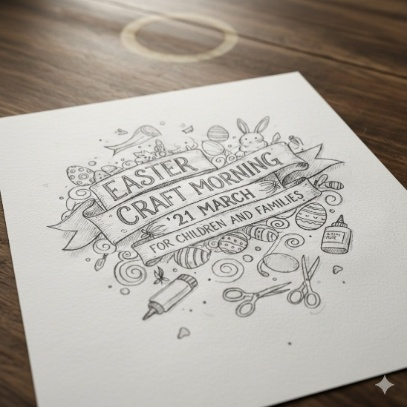 EASTER
CRAFT MORNING
'21 MARCH
FOR CHILDREN AND FAMILIES